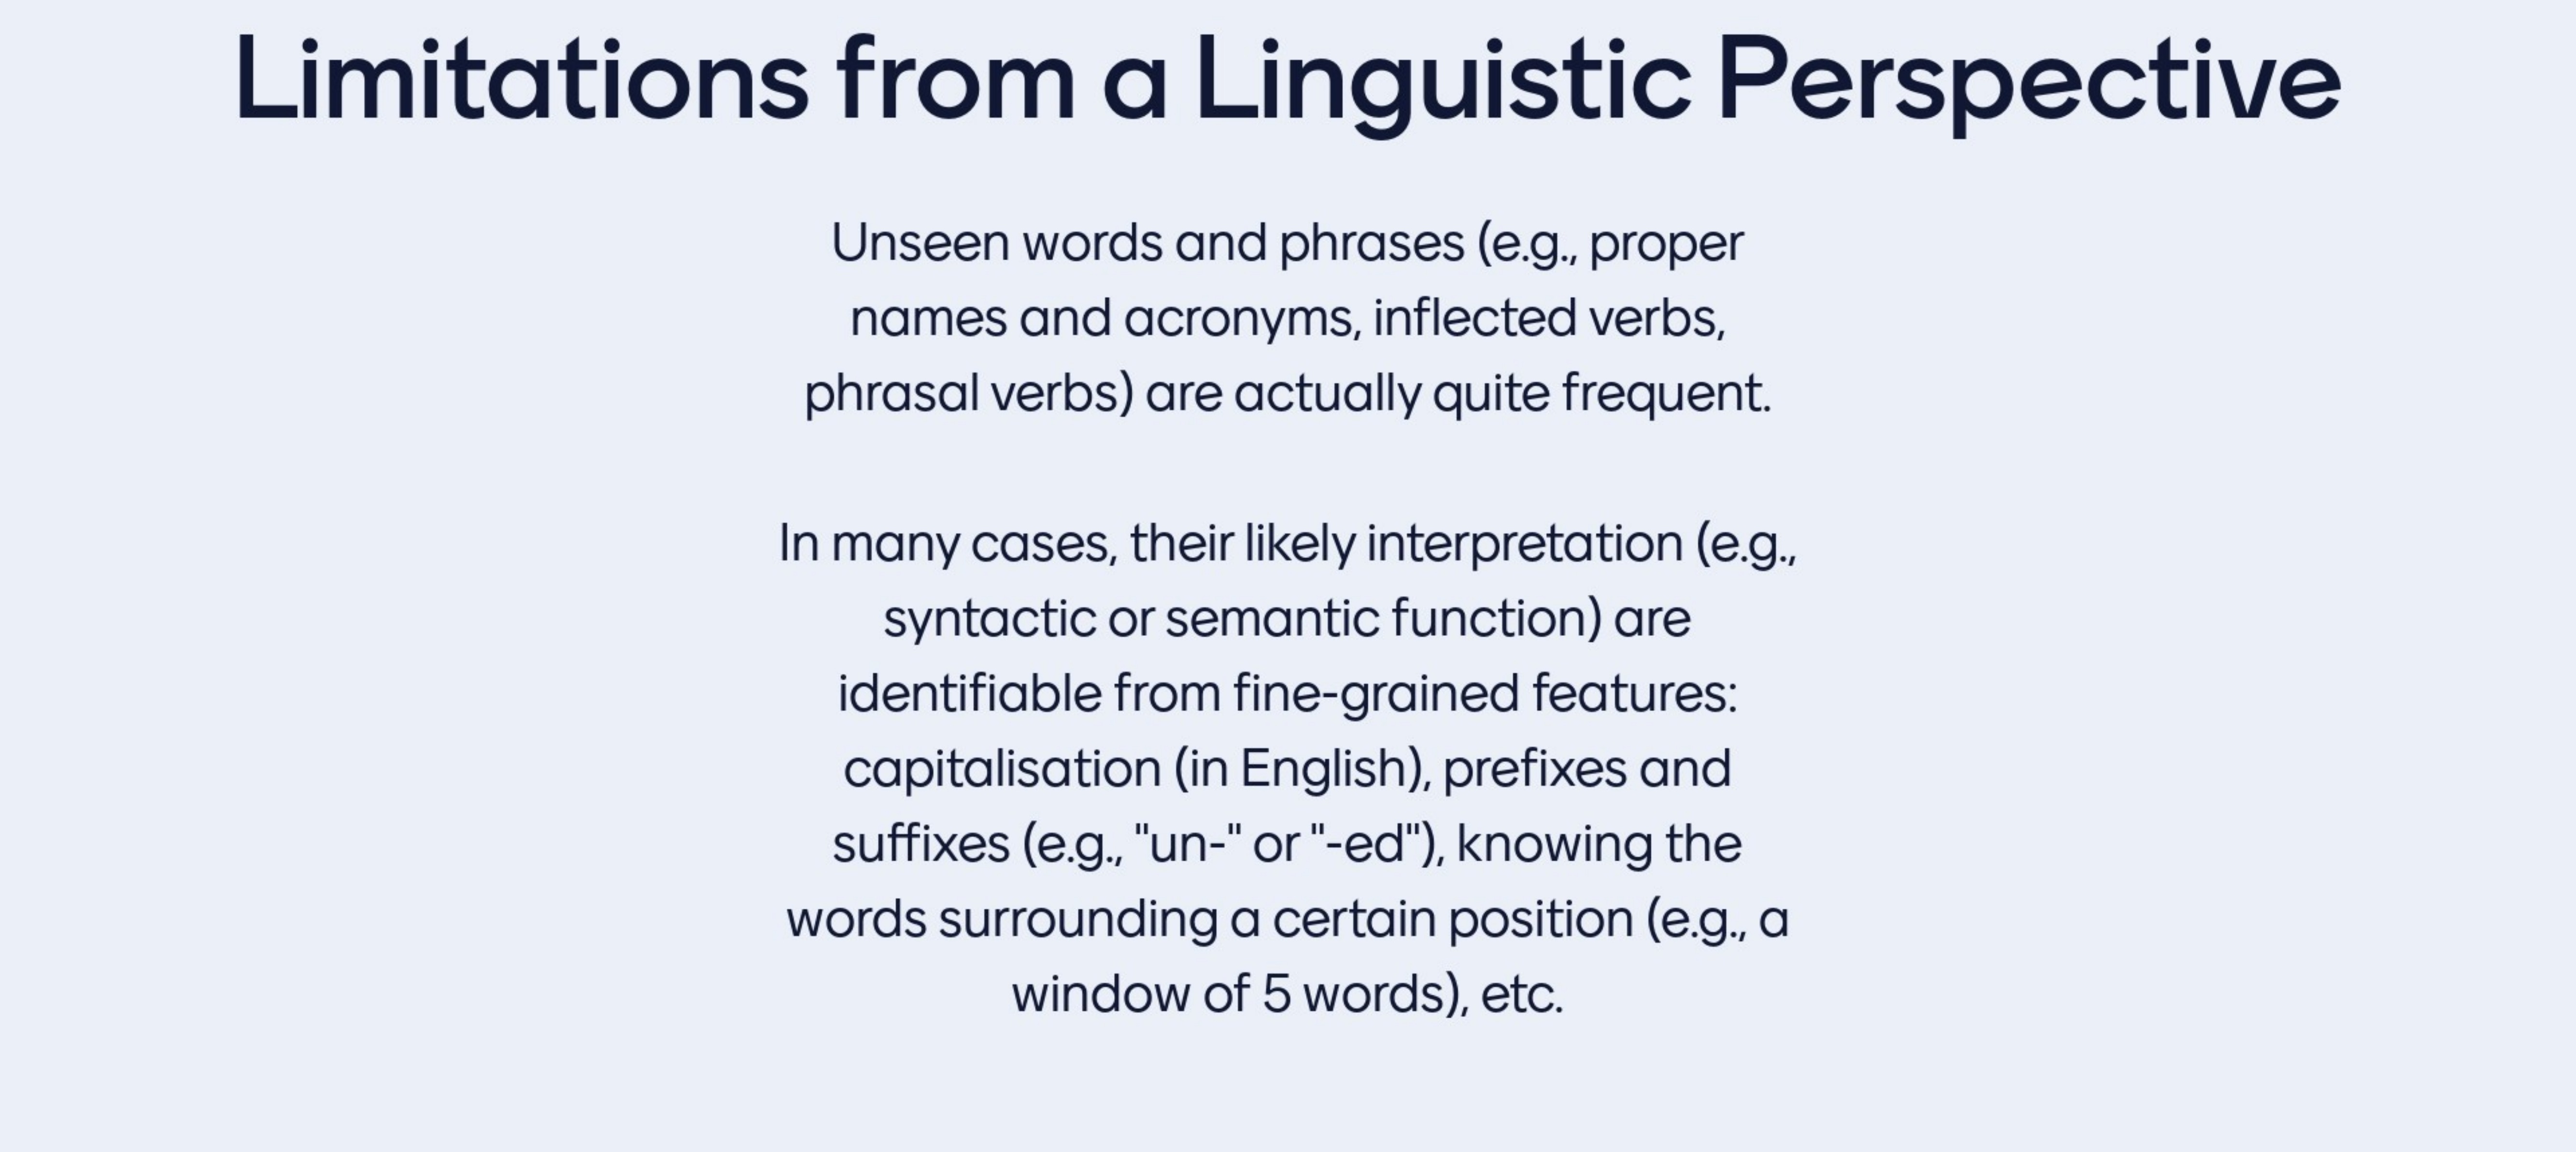 Limitations from a Linguistic Perspective
Unseen words and phrases (e.g., proper
names and acronyms, inflected verbs,
phrasal verbs) are actually quite frequent.
In many cases, their likely interpretation (e.g.,
syntactic or semantic function) are
identifiable from fine-grained features:
capitalisation (in English), prefixes and
suffixes (e.g., "un-" or "-ed"), knowing the
words surrounding a certain position (e.g., a
window of 5 words), etc.